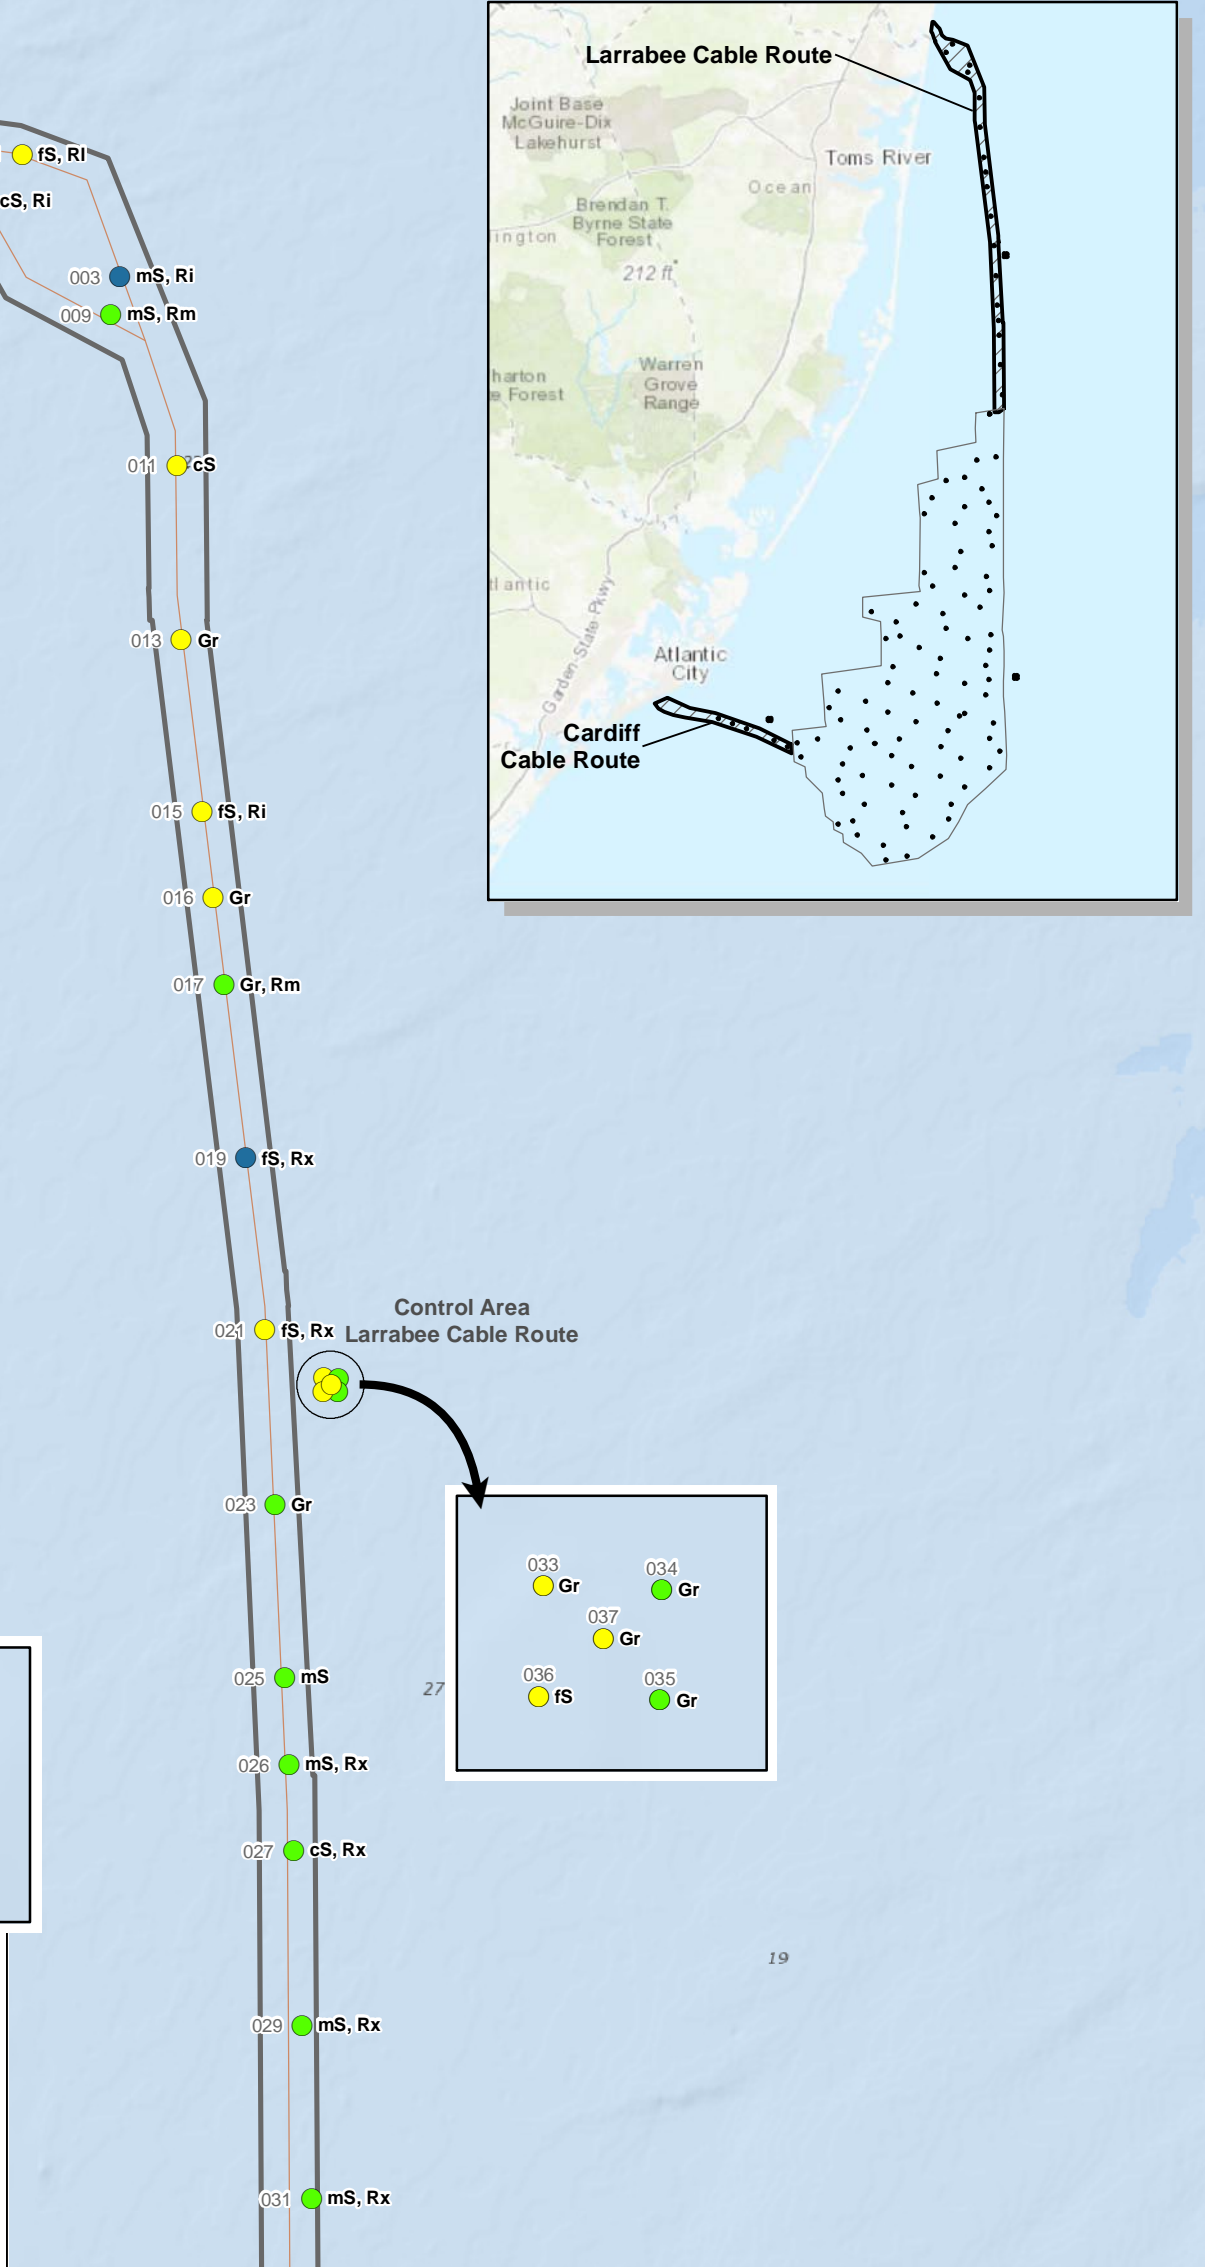 Larrabee Cable Route
Joint Base
McGuire-Dix
Lakehurst
Toms River
Ocean
Brendan T.
Byrne State
Forest
lington
212 ft
Warren
Grove
Range
harton
e Forest
tlantic
Garden-State-Pkwy
Atlantic
City
Cardiff
Cable Route
fS, RI
cS, Ri
003 mS, Ri
009 mS, Rm
011 cS
013 Gr
015 fS, Ri
016 Gr
017 Gr, Rm
019 fS, Rx
021 fS, Rx
Control Area
Larrabee Cable Route
023 Gr
033
Gr
034
Gr
037
Gr
036
fS
035
Gr
025 mS
27
026 mS, Rx
027 cS, Rx
19
029 mS, Rx
031 mS, Rx